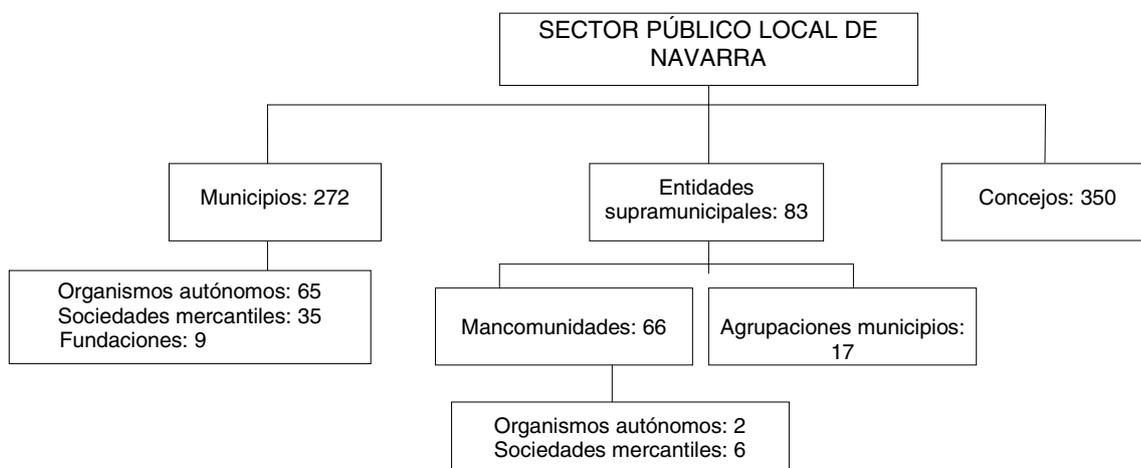 SECTOR PÚBLICO LOCAL DE
NAVARRA
Municipios: 272
Entidades
supramunicipales: 83
Concejos: 350
Organismos autónomos: 65
Sociedades mercantiles: 35
Fundaciones: 9
Mancomunidades: 66
Agrupaciones municipios:
17
Organismos autónomos: 2
Sociedades mercantiles: 6